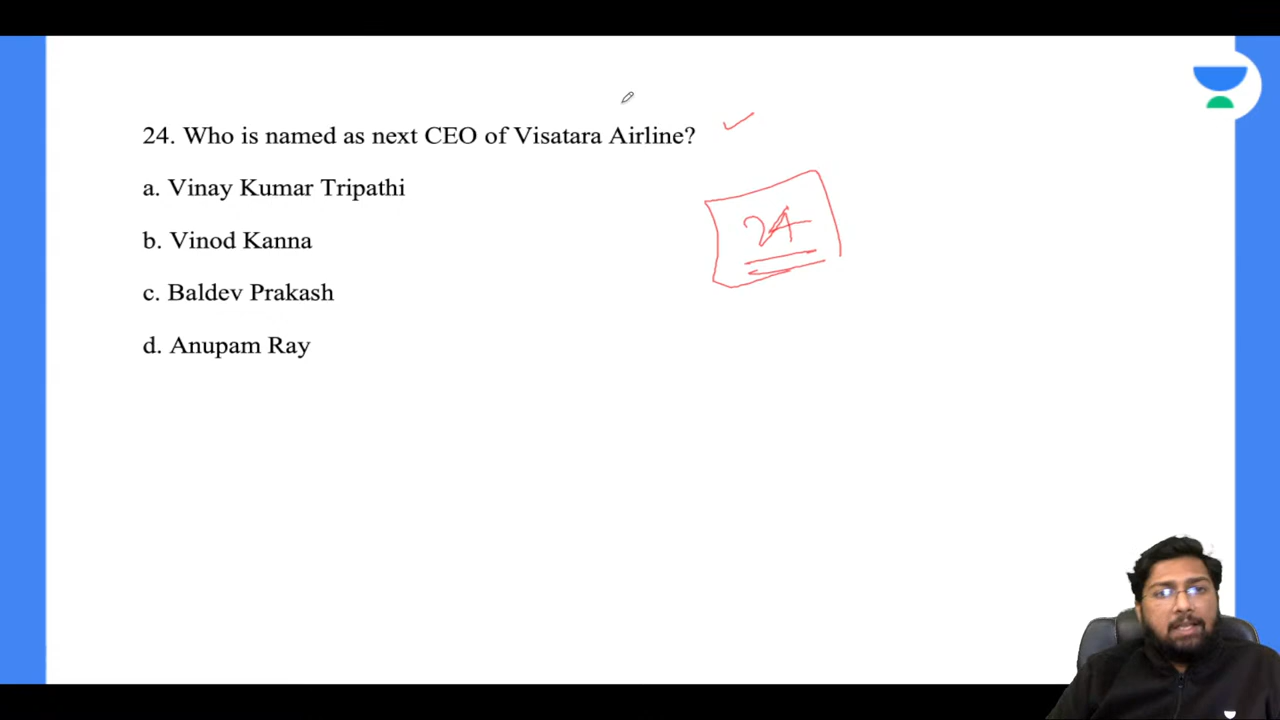 24. Who is named as next CEO of Visatara Airline?
a. Vinay Kumar Tripathi
24
b. Vinod Kanna
c. Baldev Prakash
d. Anupam Ray